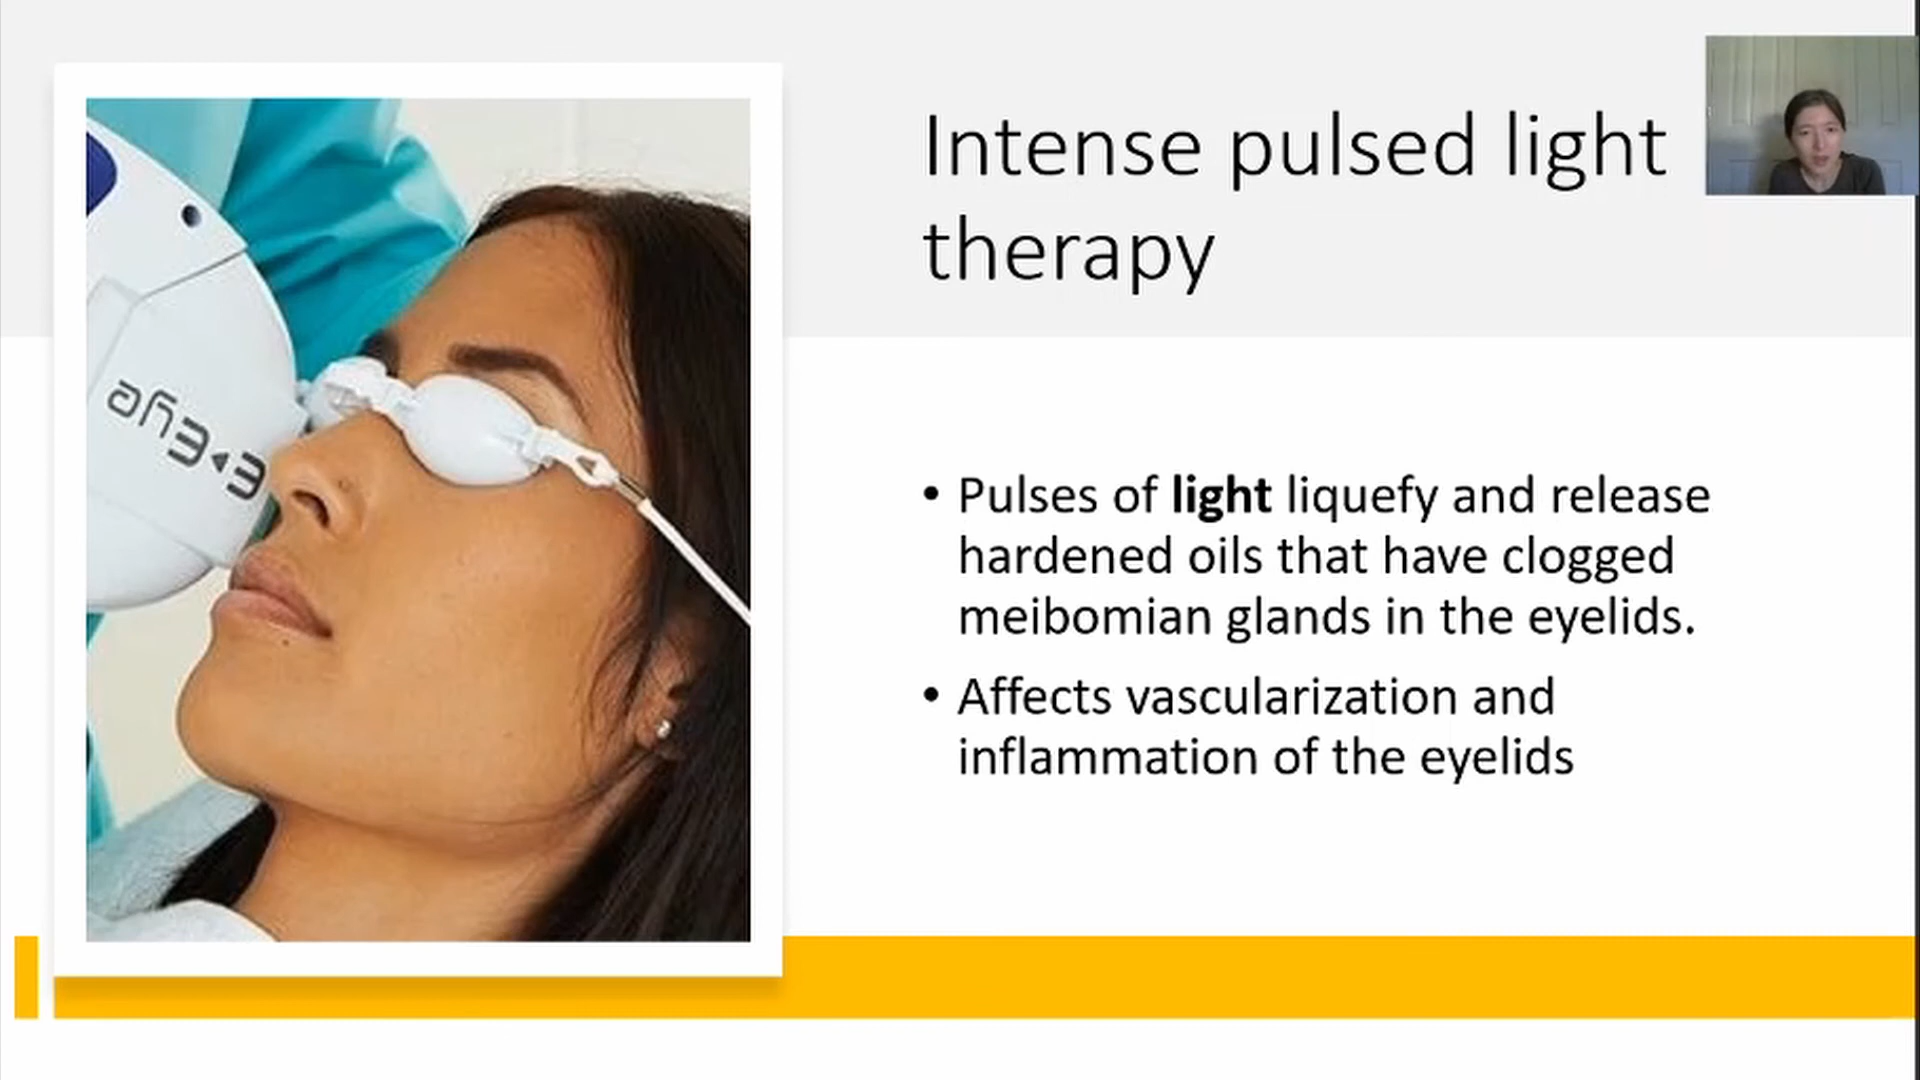 Intense pulsed light
therapy
E▸Eye
• Pulses of light liquefy and release
hardened oils that have clogged
meibomian glands in the eyelids.
• Affects vascularization and
inflammation of the eyelids